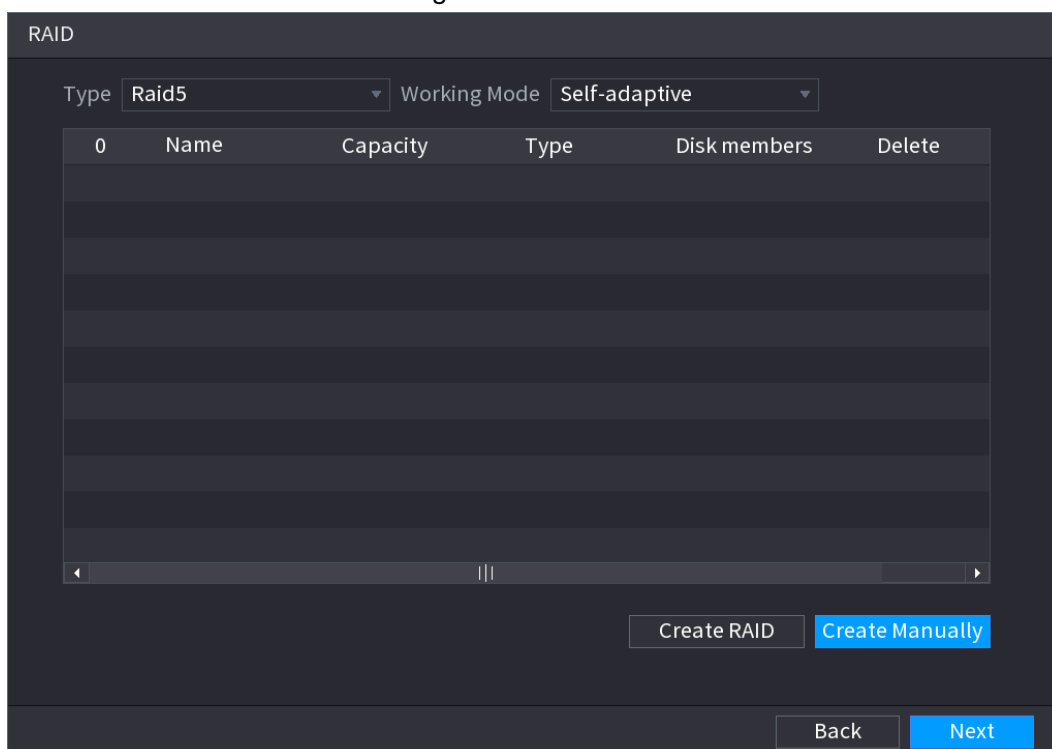 RAID
Type Raid5 Working Mode Self-adaptive
0 Name Capacity Type Disk members Delete
Create RAID Create Manually
Back Next